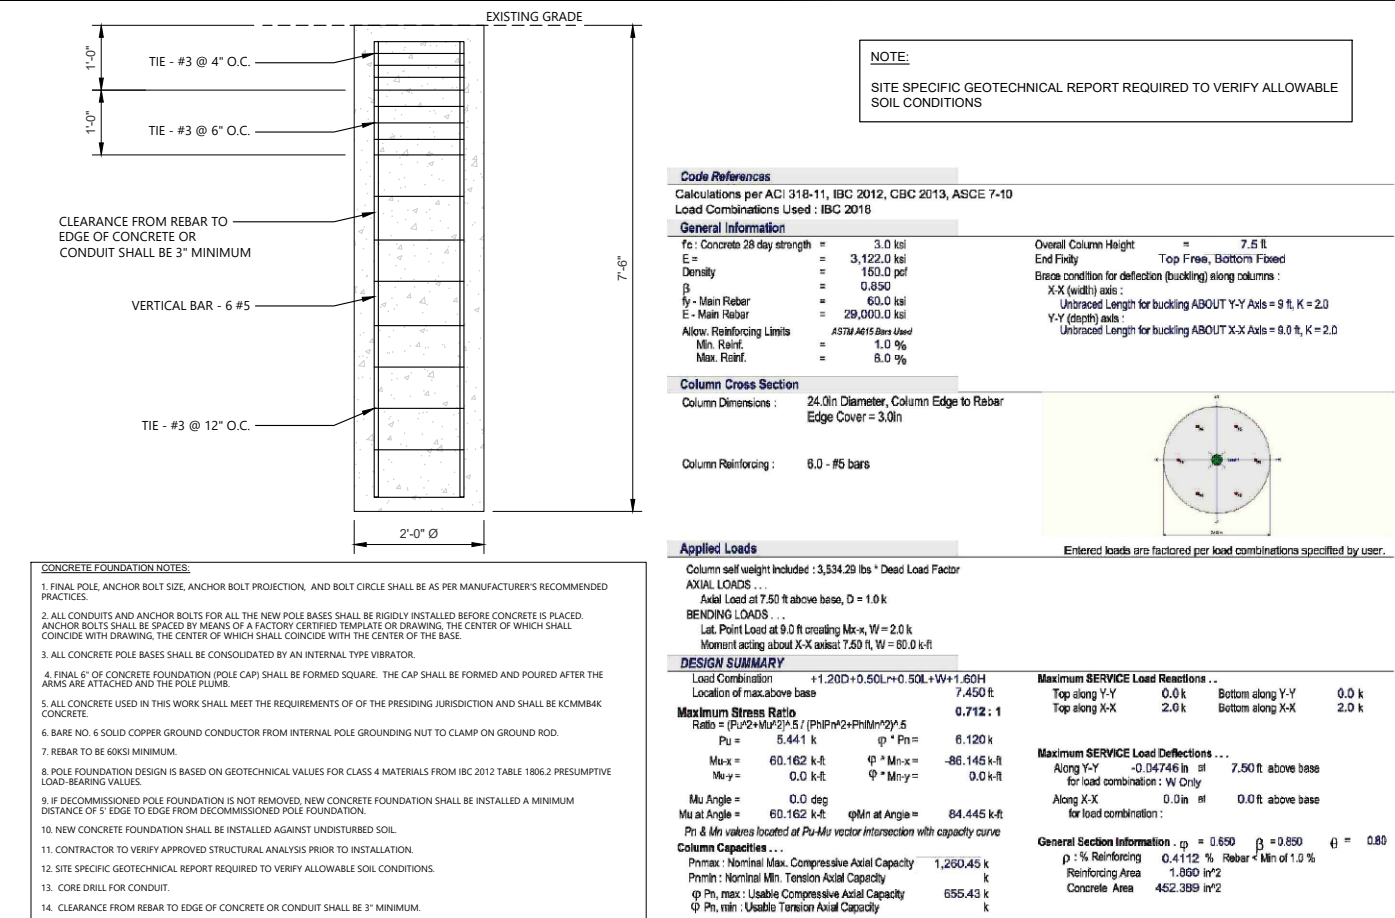 EXISTING GRADE
1'-0"
TIE - #3 @ 4" O.C.
1'-0"
TIE - #3 @ 6" O.C.
CLEARANCE FROM REBAR TO
EDGE OF CONCRETE OR
CONDUIT SHALL BE 3" MINIMUM
7'-6"
VERTICAL BAR - 6 #5
TIE - #3 @ 12" O.C.
2'-0" Ø
CONCRETE FOUNDATION NOTES:
1. FINAL POLE, ANCHOR BOLT SIZE, ANCHOR BOLT PROJECTION, AND BOLT CIRCLE SHALL BE AS PER MANUFACTURER'S RECOMMENDED
PRACTICES.
2. ALL CONDUITS AND ANCHOR BOLTS FOR ALL THE NEW POLE BASES SHALL BE RIGIDLY INSTALLED BEFORE CONCRETE IS PLACED.
ANCHOR BOLTS SHALL BE SPACED BY MEANS OF A FACTORY CERTIFIED TEMPLATE OR DRAWING, THE CENTER OF WHICH SHALL
COINCIDE WITH DRAWING, THE CENTER OF WHICH SHALL COINCIDE WITH THE CENTER OF THE BASE.
3. ALL CONCRETE POLE BASES SHALL BE CONSOLIDATED BY AN INTERNAL TYPE VIBRATOR.
4. FINAL 6" OF CONCRETE FOUNDATION (POLE CAP) SHALL BE FORMED SQUARE. THE CAP SHALL BE FORMED AND POURED AFTER THE
ARMS ARE ATTACHED AND THE POLE PLUMB.
5. ALL CONCRETE USED IN THIS WORK SHALL MEET THE REQUIREMENTS OF OF THE PRESIDING JURISDICTION AND SHALL BE KCMMB4K
CONCRETE.
6. BARE NO. 6 SOLID COPPER GROUND CONDUCTOR FROM INTERNAL POLE GROUNDING NUT TO CLAMP ON GROUND ROD.
7. REBAR TO BE 60KSI MINIMUM.
8. POLE FOUNDATION DESIGN IS BASED ON GEOTECHNICAL VALUES FOR CLASS 4 MATERIALS FROM IBC 2012 TABLE 1806.2 PRESUMPTIVE
LOAD-BEARING VALUES.
9. IF DECOMMISSIONED POLE FOUNDATION IS NOT REMOVED, NEW CONCRETE FOUNDATION SHALL BE INSTALLED A MINIMUM
DISTANCE OF 5' EDGE TO EDGE FROM DECOMMISSIONED POLE FOUNDATION.
10. NEW CONCRETE FOUNDATION SHALL BE INSTALLED AGAINST UNDISTURBED SOIL.
11. CONTRACTOR TO VERIFY APPROVED STRUCTURAL ANALYSIS PRIOR TO INSTALLATION.
12. SITE SPECIFIC GEOTECHNICAL REPORT REQUIRED TO VERIFY ALLOWABLE SOIL CONDITIONS.
13. CORE DRILL FOR CONDUIT.
14. CLEARANCE FROM REBAR TO EDGE OF CONCRETE OR CONDUIT SHALL BE 3" MINIMUM.
NOTE:
SITE SPECIFIC GEOTECHNICAL REPORT REQUIRED TO VERIFY ALLOWABLE
SOIL CONDITIONS
Code References
Calculations per ACI 318-11, IBC 2012, CBC 2013, ASCE 7-10
Load Combinations Used : IBC 2018
General Information
f'c : Concrete 28 day strength = 3.0 ksi
E = = 3,122.0 ksi
Density = 150.0 pcf
β = 0.850
fy - Main Rebar = 60.0 ksi
E - Main Rebar = 29,000.0 ksi
Allow. Reinforcing Limits ASTM A615 Bars Used
Min. Reinf. = 1.0 %
Max. Reinf. = 8.0 %
Overall Column Height = 7.5 ft
End Fixity Top Free, Bottom Fixed
Brace condition for deflection (buckling) along columns :
X-X (width) axis :
Unbraced Length for buckling ABOUT Y-Y Axis = 9 ft, K = 2.0
Y-Y (depth) axis :
Unbraced Length for buckling ABOUT X-X Axis = 9.0 ft, K = 2.0
Column Cross Section
Column Dimensions : 24.0in Diameter, Column Edge to Rebar
Edge Cover = 3.0in
Column Reinforcing : 6.0 - #5 bars
Applied Loads
Entered loads are factored per load combinations specified by user.
Column self weight included : 3,534.29 lbs * Dead Load Factor
AXIAL LOADS . . .
Axial Load at 7.50 ft above base, D = 1.0 k
BENDING LOADS . . .
Lat. Point Load at 9.0 ft creating Mx-x, W = 2.0 k
Moment acting about X-X axisat 7.50 ft, W = 60.0 k-ft
DESIGN SUMMARY
Load Combination +1.20D+0.50Lr+0.50L+W+1.60H
Location of max.above base 7.450 ft
Maximum Stress Ratio 0.712 : 1
Ratio = (Pu^2+Mu^2)^.5 / (PhiPn^2+PhiMn^2)^.5
Pu = 5.441 k φ * Pn = 6.120 k
Mu-x = 60.162 k-ft φ * Mn-x = -86.145 k-ft
Mu-y = 0.0 k-ft φ * Mn-y = 0.0 k-ft
Mu Angle = 0.0 deg
Mu at Angle = 60.162 k-ft φMn at Angle = 84.445 k-ft
Pn & Mn values located at Pu-Mu vector intersection with capacity curve
Column Capacities . . .
Pnmax : Nominal Max. Compressive Axial Capacity 1,260.45 k
Pnmin : Nominal Min. Tension Axial Capacity k
φ Pn, max : Usable Compressive Axial Capacity 655.43 k
φ Pn, min : Usable Tension Axial Capacity k
Maximum SERVICE Load Reactions . .
Top along Y-Y 0.0 k Bottom along Y-Y 0.0 k
Top along X-X 2.0 k Bottom along X-X 2.0 k
Maximum SERVICE Load Deflections . . .
Along Y-Y -0.04746 in at 7.50 ft above base
for load combination : W Only
Along X-X 0.0 in at 0.0 ft above base
for load combination :
General Section Information . φ = 0.650 β = 0.850 θ = 0.80
ρ : % Reinforcing 0.4112 % Rebar < Min of 1.0 %
Reinforcing Area 1.860 in^2
Concrete Area 452.389 in^2